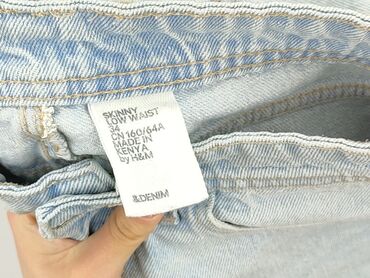 SKINNY
LOW WAIST
34
CN 160/64A
MADE IN
KENYA
by H&M
&DENIM